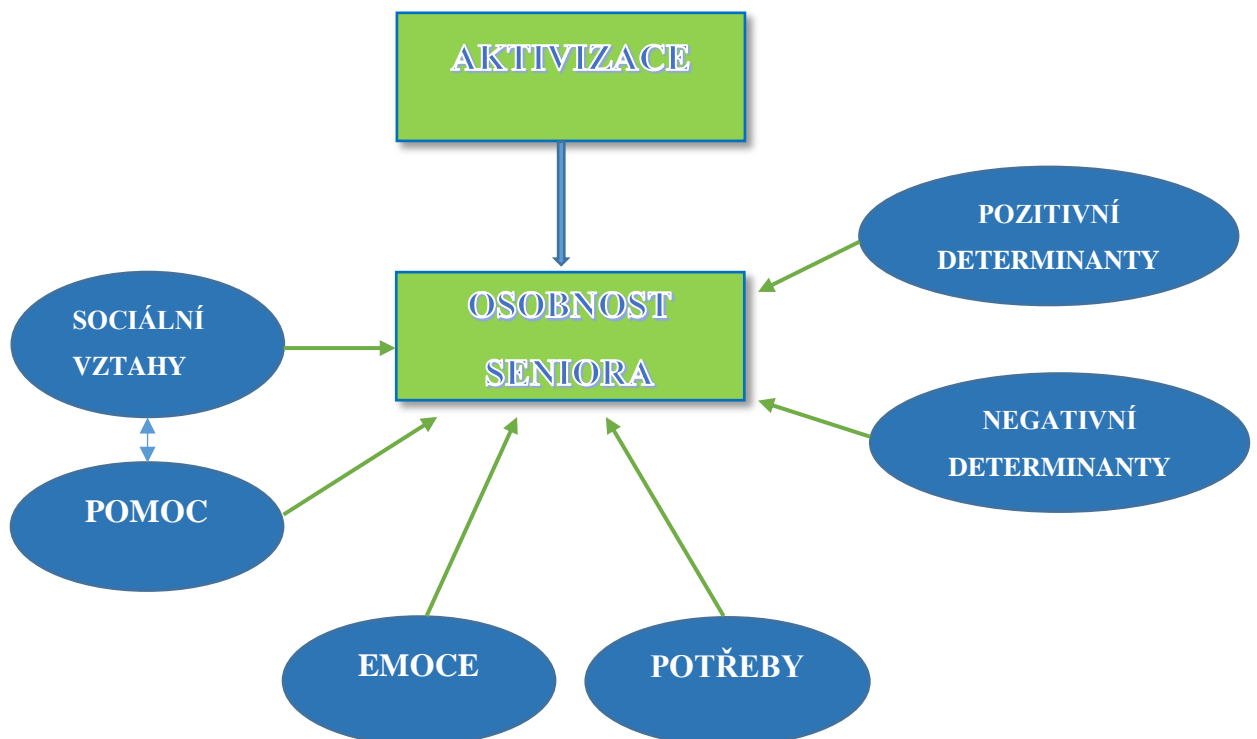 AKTIVIZACE
POZITIVNÍ
DETERMINANTY
OSOBNOST
SENIORA
SOCIÁLNÍ
VZTAHY
NEGATIVNÍ
DETERMINANTY
POMOC
EMOCE
POTŘEBY